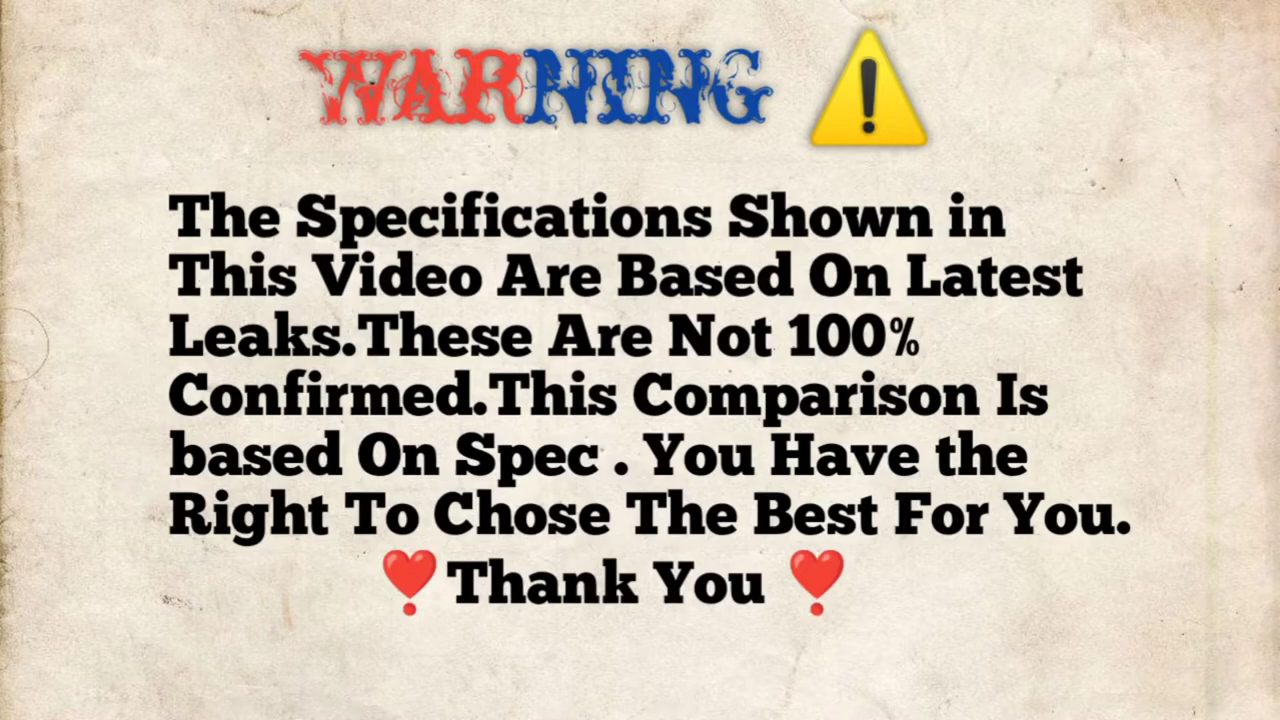 WARNING ⚠️
The Specifications Shown in
This Video Are Based On Latest
Leaks.These Are Not 100%
Confirmed.This Comparison Is
based On Spec . You Have the
Right To Chose The Best For You.
❣️Thank You ❣️